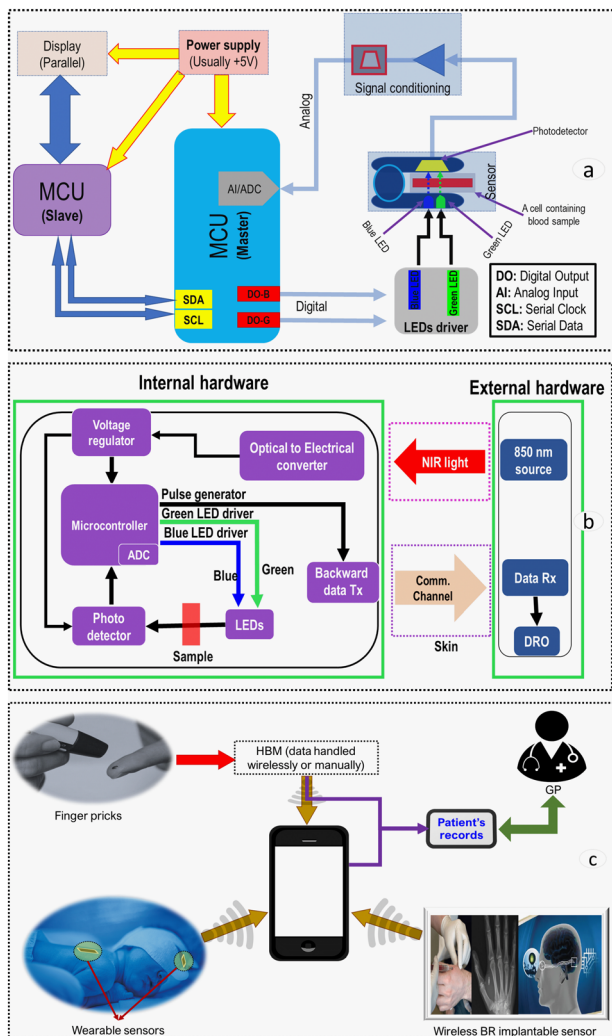 Display
(Parallel)
Power supply
(Usually +5V)
Signal conditioning
Analog
MCU
(Slave)
AI/ADC
MCU
(Master)
Photodetector
Sensor
a
A cell containing
blood sample
Blue LED
Green LED
SDA
SCL
DO-B
DO-G
Digital
Green LED
LEDs driver
DO: Digital Output
AI: Analog Input
SCL: Serial Clock
SDA: Serial Data
Internal hardware
External hardware
Voltage
regulator
Optical to Electrical
converter
NIR light
850 nm
source
b
Pulse generator
Green LED driver
Blue LED driver
Microcontroller
ADC
Blue
Green
Backward
data Tx
Comm.
Channel
Data Rx
Photo
detector
LEDs
Sample
Skin
DRO
HBM (data handled
wirelessly or manually)
Finger pricks
GP
Patient's
records
c
Wearable sensors
Wireless BR implantable sensor